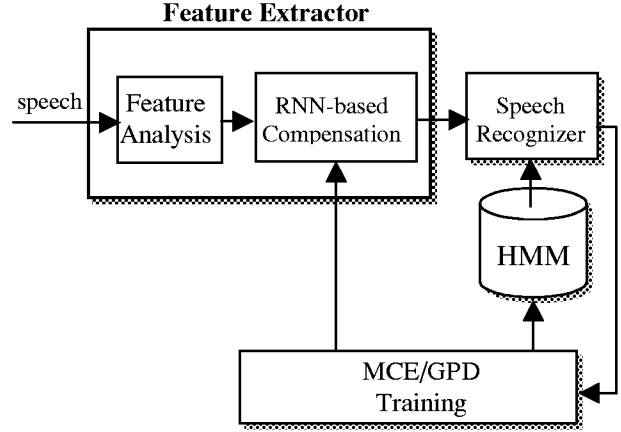 Feature Extractor
speech
Feature
Analysis
RNN-based
Compensation
Speech
Recognizer
HMM
MCE/GPD
Training